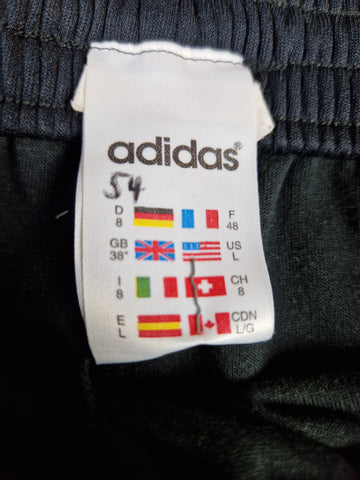 adidas®
54
D F
8 48
GB US
38" L
I CH
8 8
E CDN
L L/G